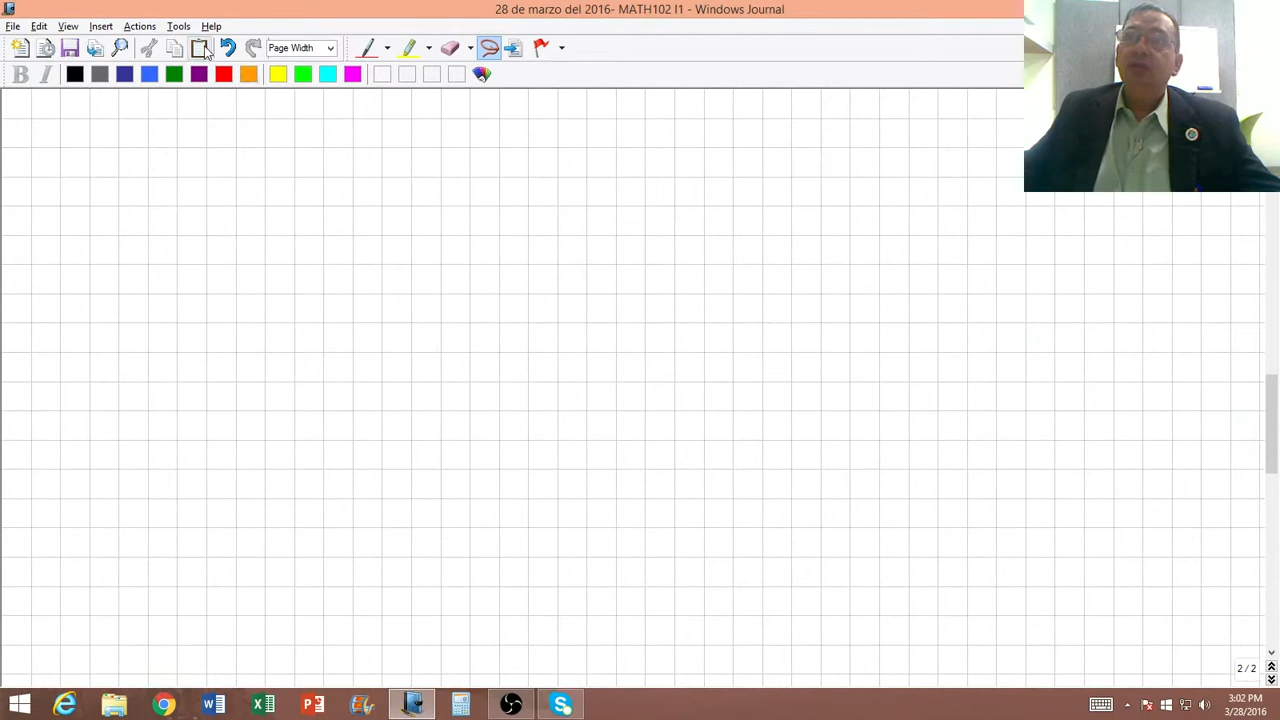 28 de marzo del 2016- MATH102 I1 - Windows Journal
File Edit View Insert Actions Tools Help
Page Width
B I
2 / 2
3:02 PM
3/28/2016